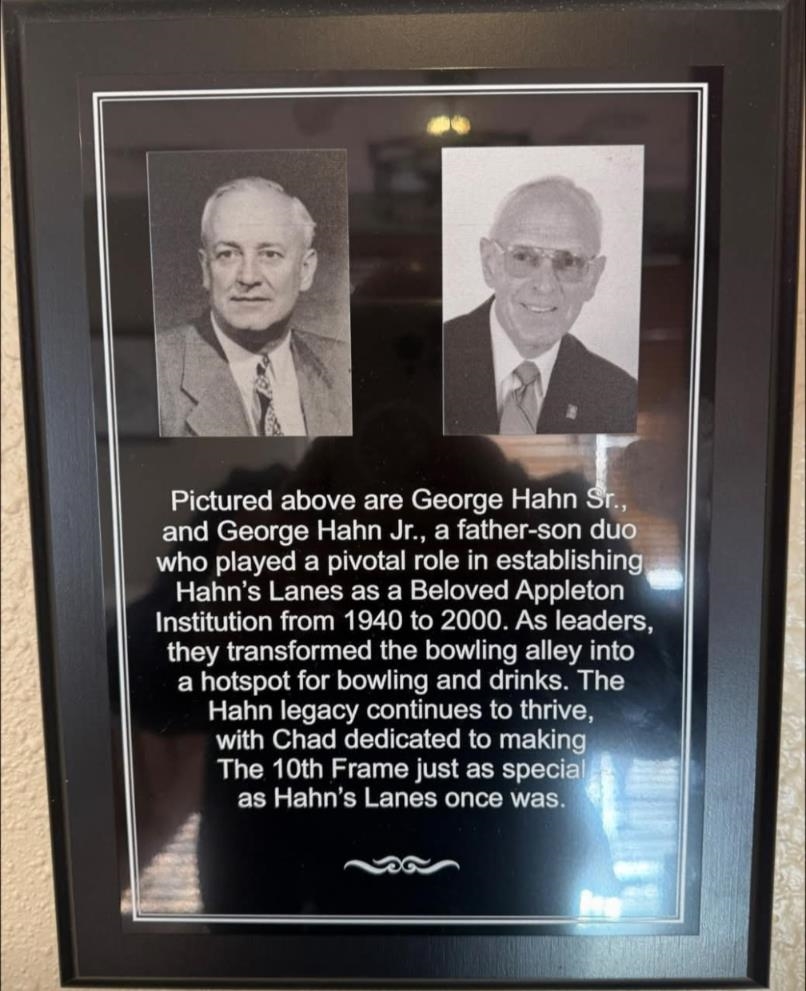 Pictured above are George Hahn Sr.,
and George Hahn Jr., a father-son duo
who played a pivotal role in establishing
Hahn's Lanes as a Beloved Appleton
Institution from 1940 to 2000. As leaders,
they transformed the bowling alley into
a hotspot for bowling and drinks. The
Hahn legacy continues to thrive,
with Chad dedicated to making
The 10th Frame just as special
as Hahn's Lanes once was.